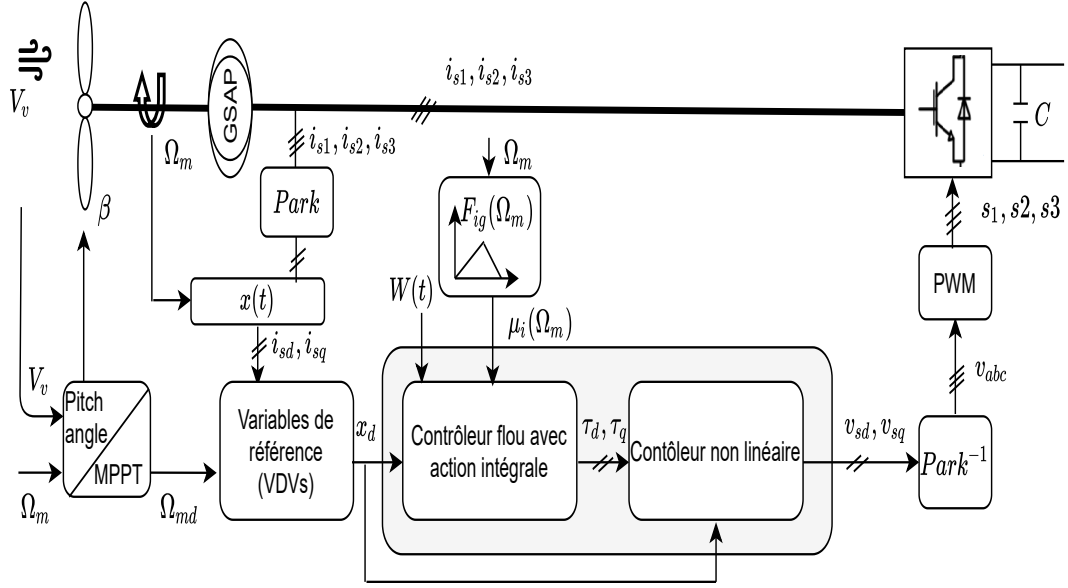 V_v
Ω_m
GSAP
i_{s1}, i_{s2}, i_{s3}
C
i_{s1}, i_{s2}, i_{s3}
Ω_m
Park
F_{ig}(Ω_m)
β
s_1, s2, s3
x(t)
W(t)
μ_i(Ω_m)
PWM
i_{sd}, i_{sq}
V_v
v_{abc}
Pitch
angle
MPPT
Variables de
référence
(VDVs)
x_d
Contrôleur flou avec
action intégrale
τ_d, τ_q
Contôleur non linéaire
v_{sd}, v_{sq}
Park^{-1}
Ω_m
Ω_{md}